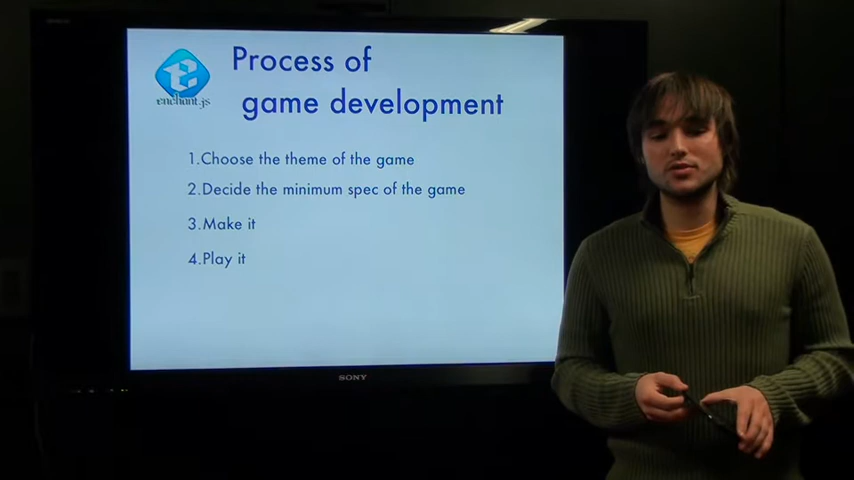 Process of
game development
enchant.js
1.Choose the theme of the game
2.Decide the minimum spec of the game
3.Make it
4.Play it
SONY